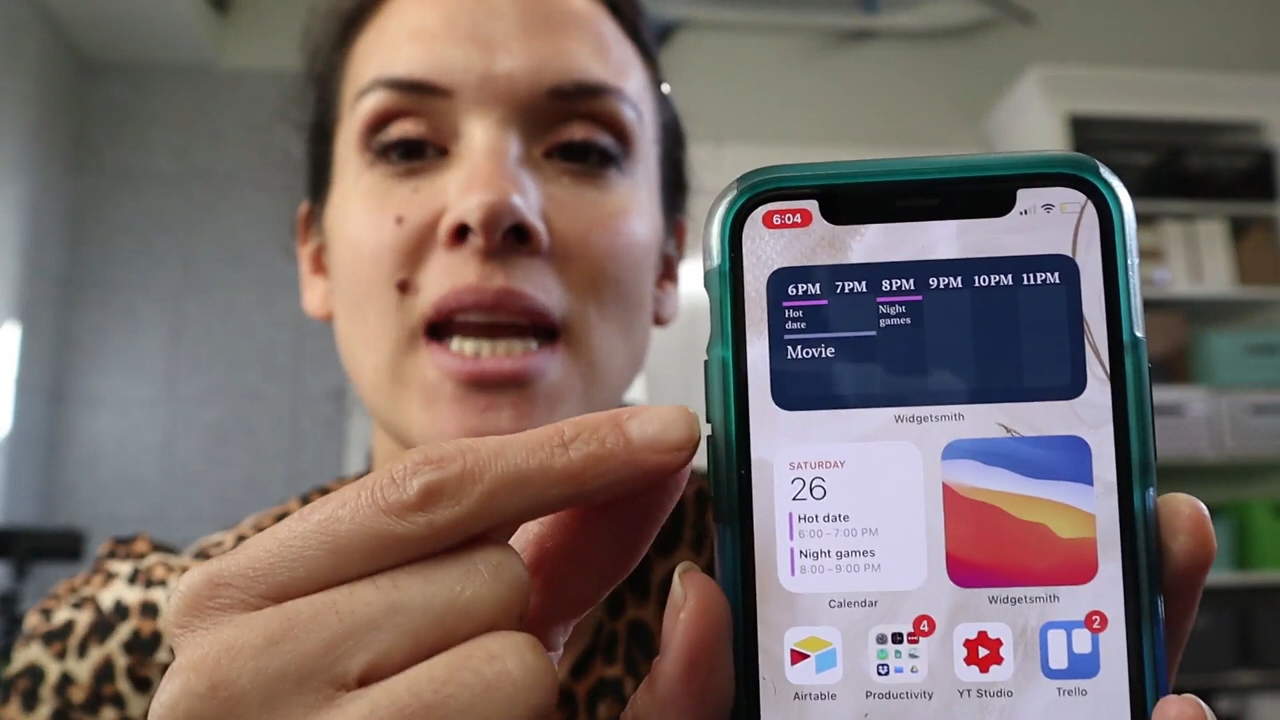 6:04
6PM 7PM 8PM 9PM 10PM 11PM
Hot
date
Night
games
Movie
Widgetsmith
SATURDAY
26
Hot date
6:00–7:00 PM
Night games
8:00–9:00 PM
Calendar
Widgetsmith
4
2
Airtable
Productivity
YT Studio
Trello